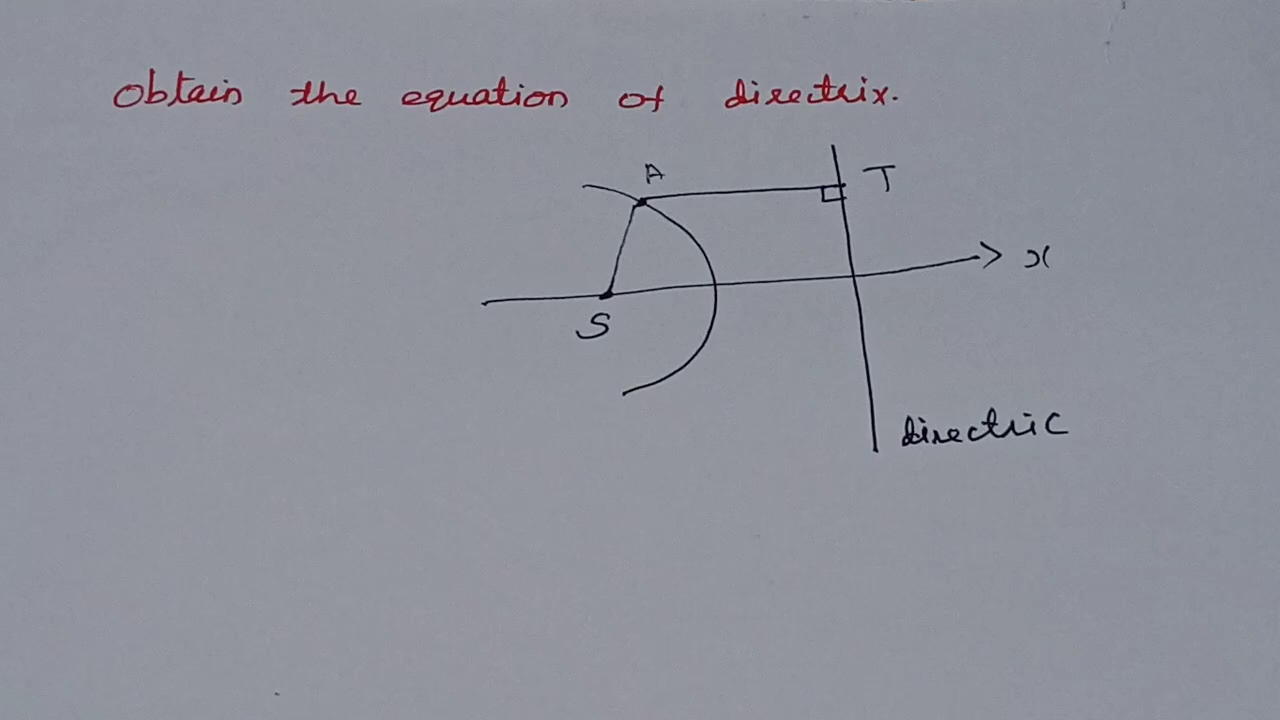 Obtain the equation of directrix.
A
T
x
S
directric